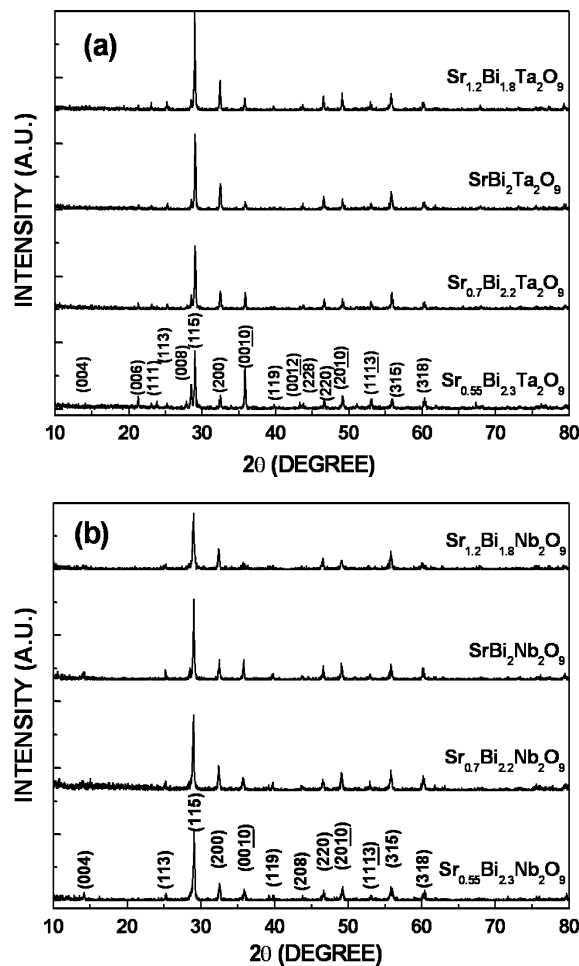 (a)
Sr1.2Bi1.8Ta2O9
SrBi2Ta2O9
Sr0.7Bi2.2Ta2O9
Sr0.55Bi2.3Ta2O9
INTENSITY (A.U.)
(004) (006) (111) (113) (008) (115) (200) (0010) (119) (0012) (228) (220) (2010) (1113) (315) (318)
10 20 30 40 50 60 70 80
2θ (DEGREE)
(b)
Sr1.2Bi1.8Nb2O9
SrBi2Nb2O9
Sr0.7Bi2.2Nb2O9
Sr0.55Bi2.3Nb2O9
INTENSITY (A.U.)
(004) (113) (115) (200) (0010) (119) (208) (220) (2010) (1113) (315) (318)
10 20 30 40 50 60 70 80
2θ (DEGREE)